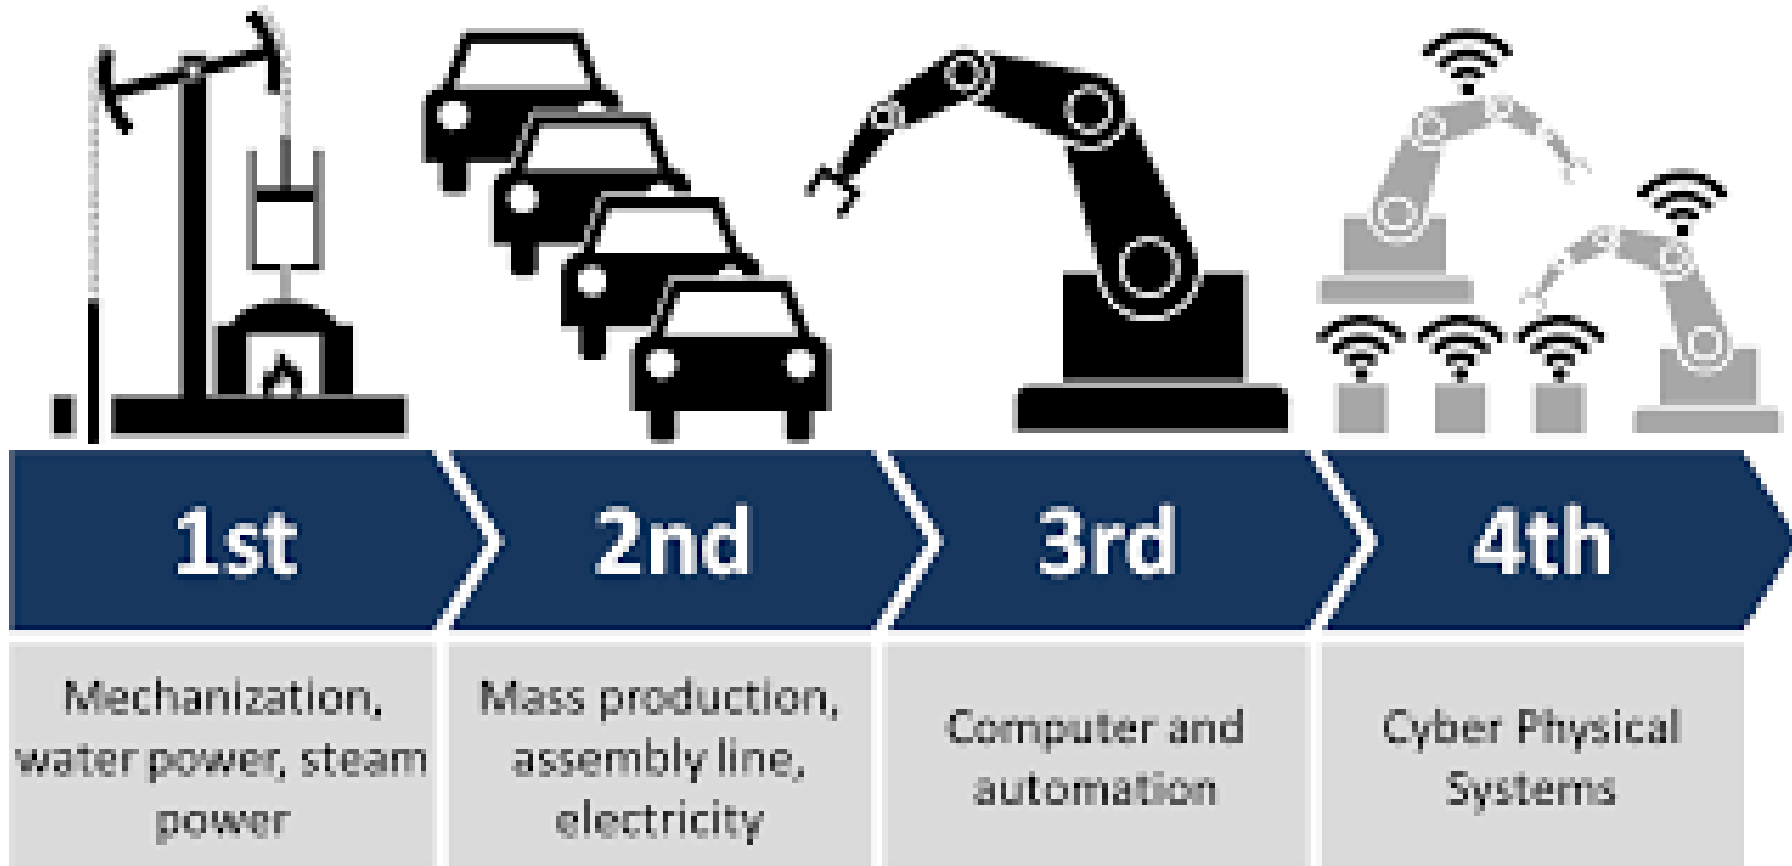 1st
2nd
3rd
4th
Mechanization,
water power, steam
power
Mass production,
assembly line,
electricity
Computer and
automation
Cyber Physical
Systems